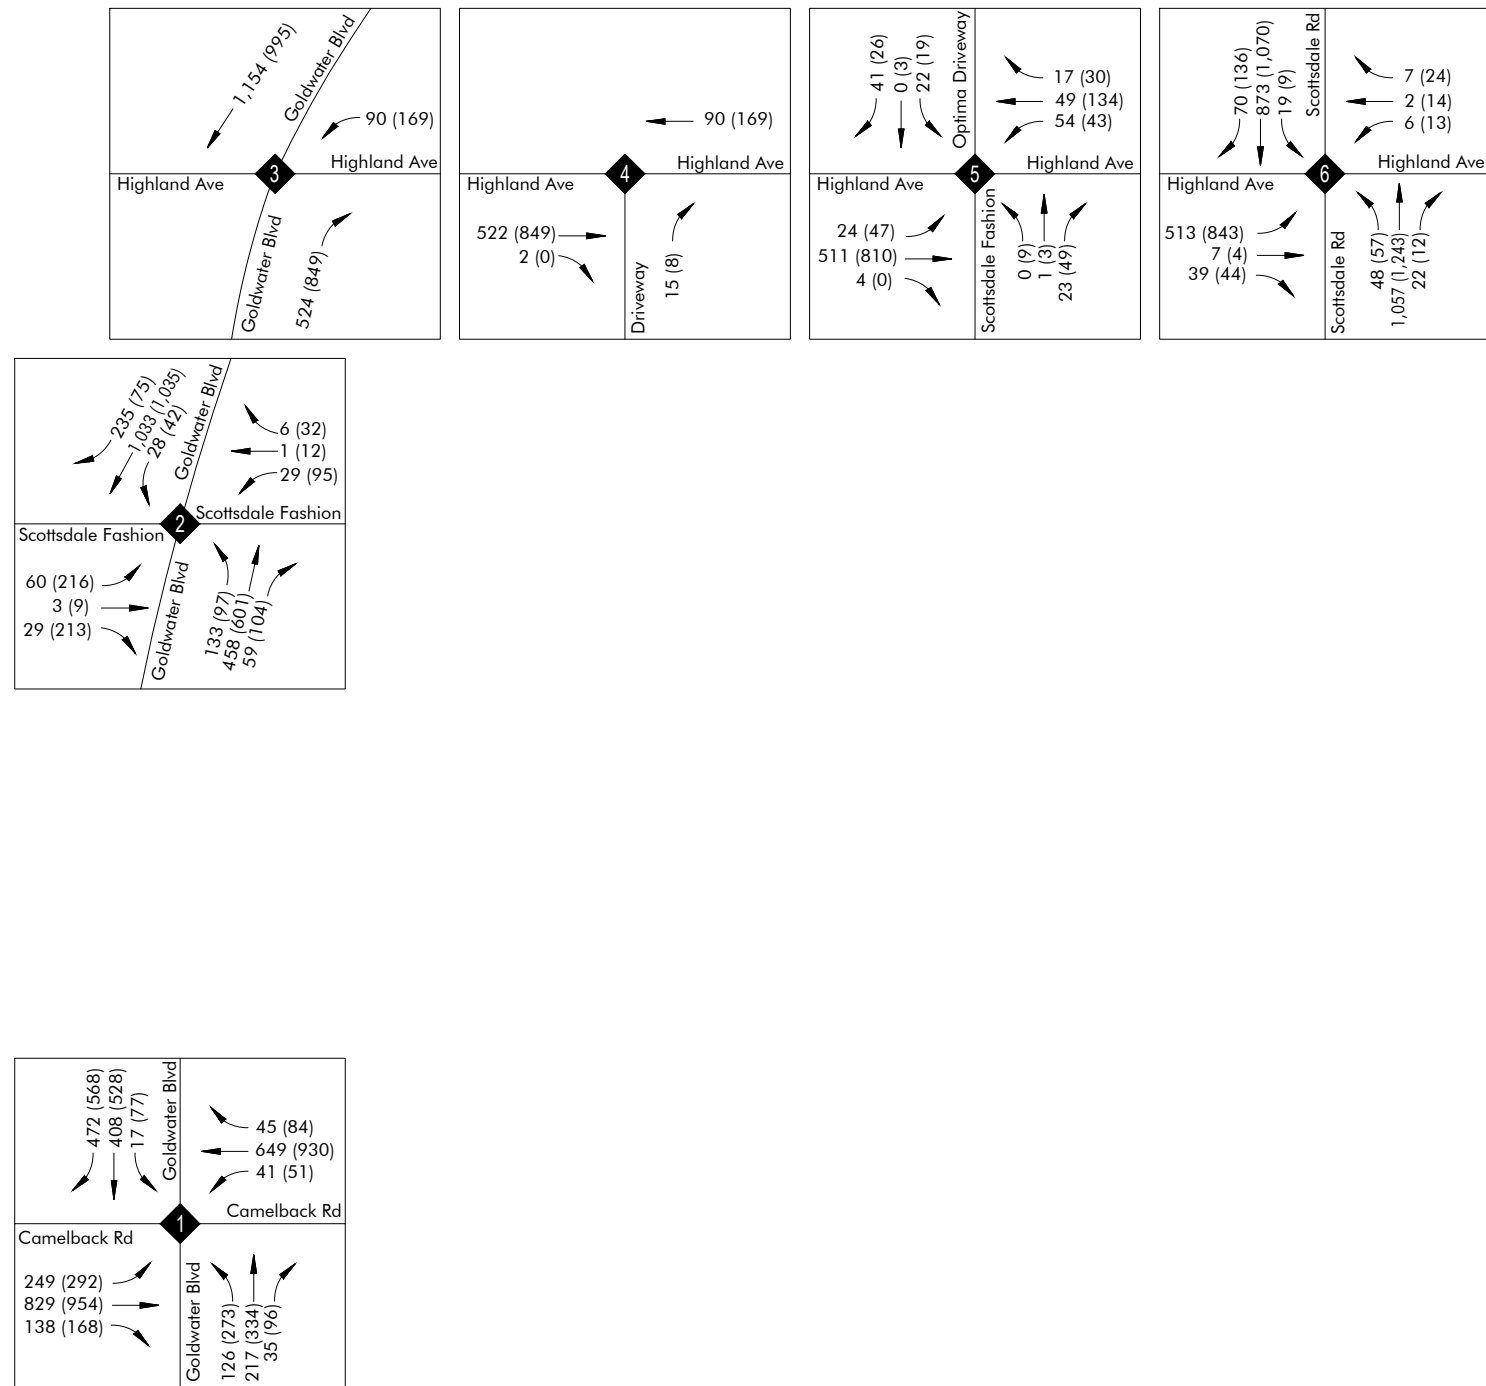 1,154 (995)
Goldwater Blvd
90 (169)
Highland Ave
3
Highland Ave
Goldwater Blvd
524 (849)
90 (169)
Highland Ave
4
Highland Ave
522 (849)
2 (0)
Driveway
15 (8)
41 (26)
0 (3)
22 (19)
Optima Driveway
17 (30)
49 (134)
54 (43)
Highland Ave
5
Highland Ave
24 (47)
511 (810)
4 (0)
Scottsdale Fashion
0 (9)
1 (3)
23 (49)
70 (136)
873 (1,070)
19 (9)
Scottsdale Rd
7 (24)
2 (14)
6 (13)
Highland Ave
6
Highland Ave
513 (843)
7 (4)
39 (44)
Scottsdale Rd
48 (57)
1,057 (1,243)
22 (12)
235 (75)
1,033 (1,035)
28 (42)
Goldwater Blvd
6 (32)
1 (12)
29 (95)
Scottsdale Fashion
2
Scottsdale Fashion
60 (216)
3 (9)
29 (213)
Goldwater Blvd
133 (97)
458 (601)
59 (104)
472 (568)
408 (528)
17 (77)
Goldwater Blvd
45 (84)
649 (930)
41 (51)
Camelback Rd
1
Camelback Rd
249 (292)
829 (954)
138 (168)
Goldwater Blvd
126 (273)
217 (334)
35 (96)